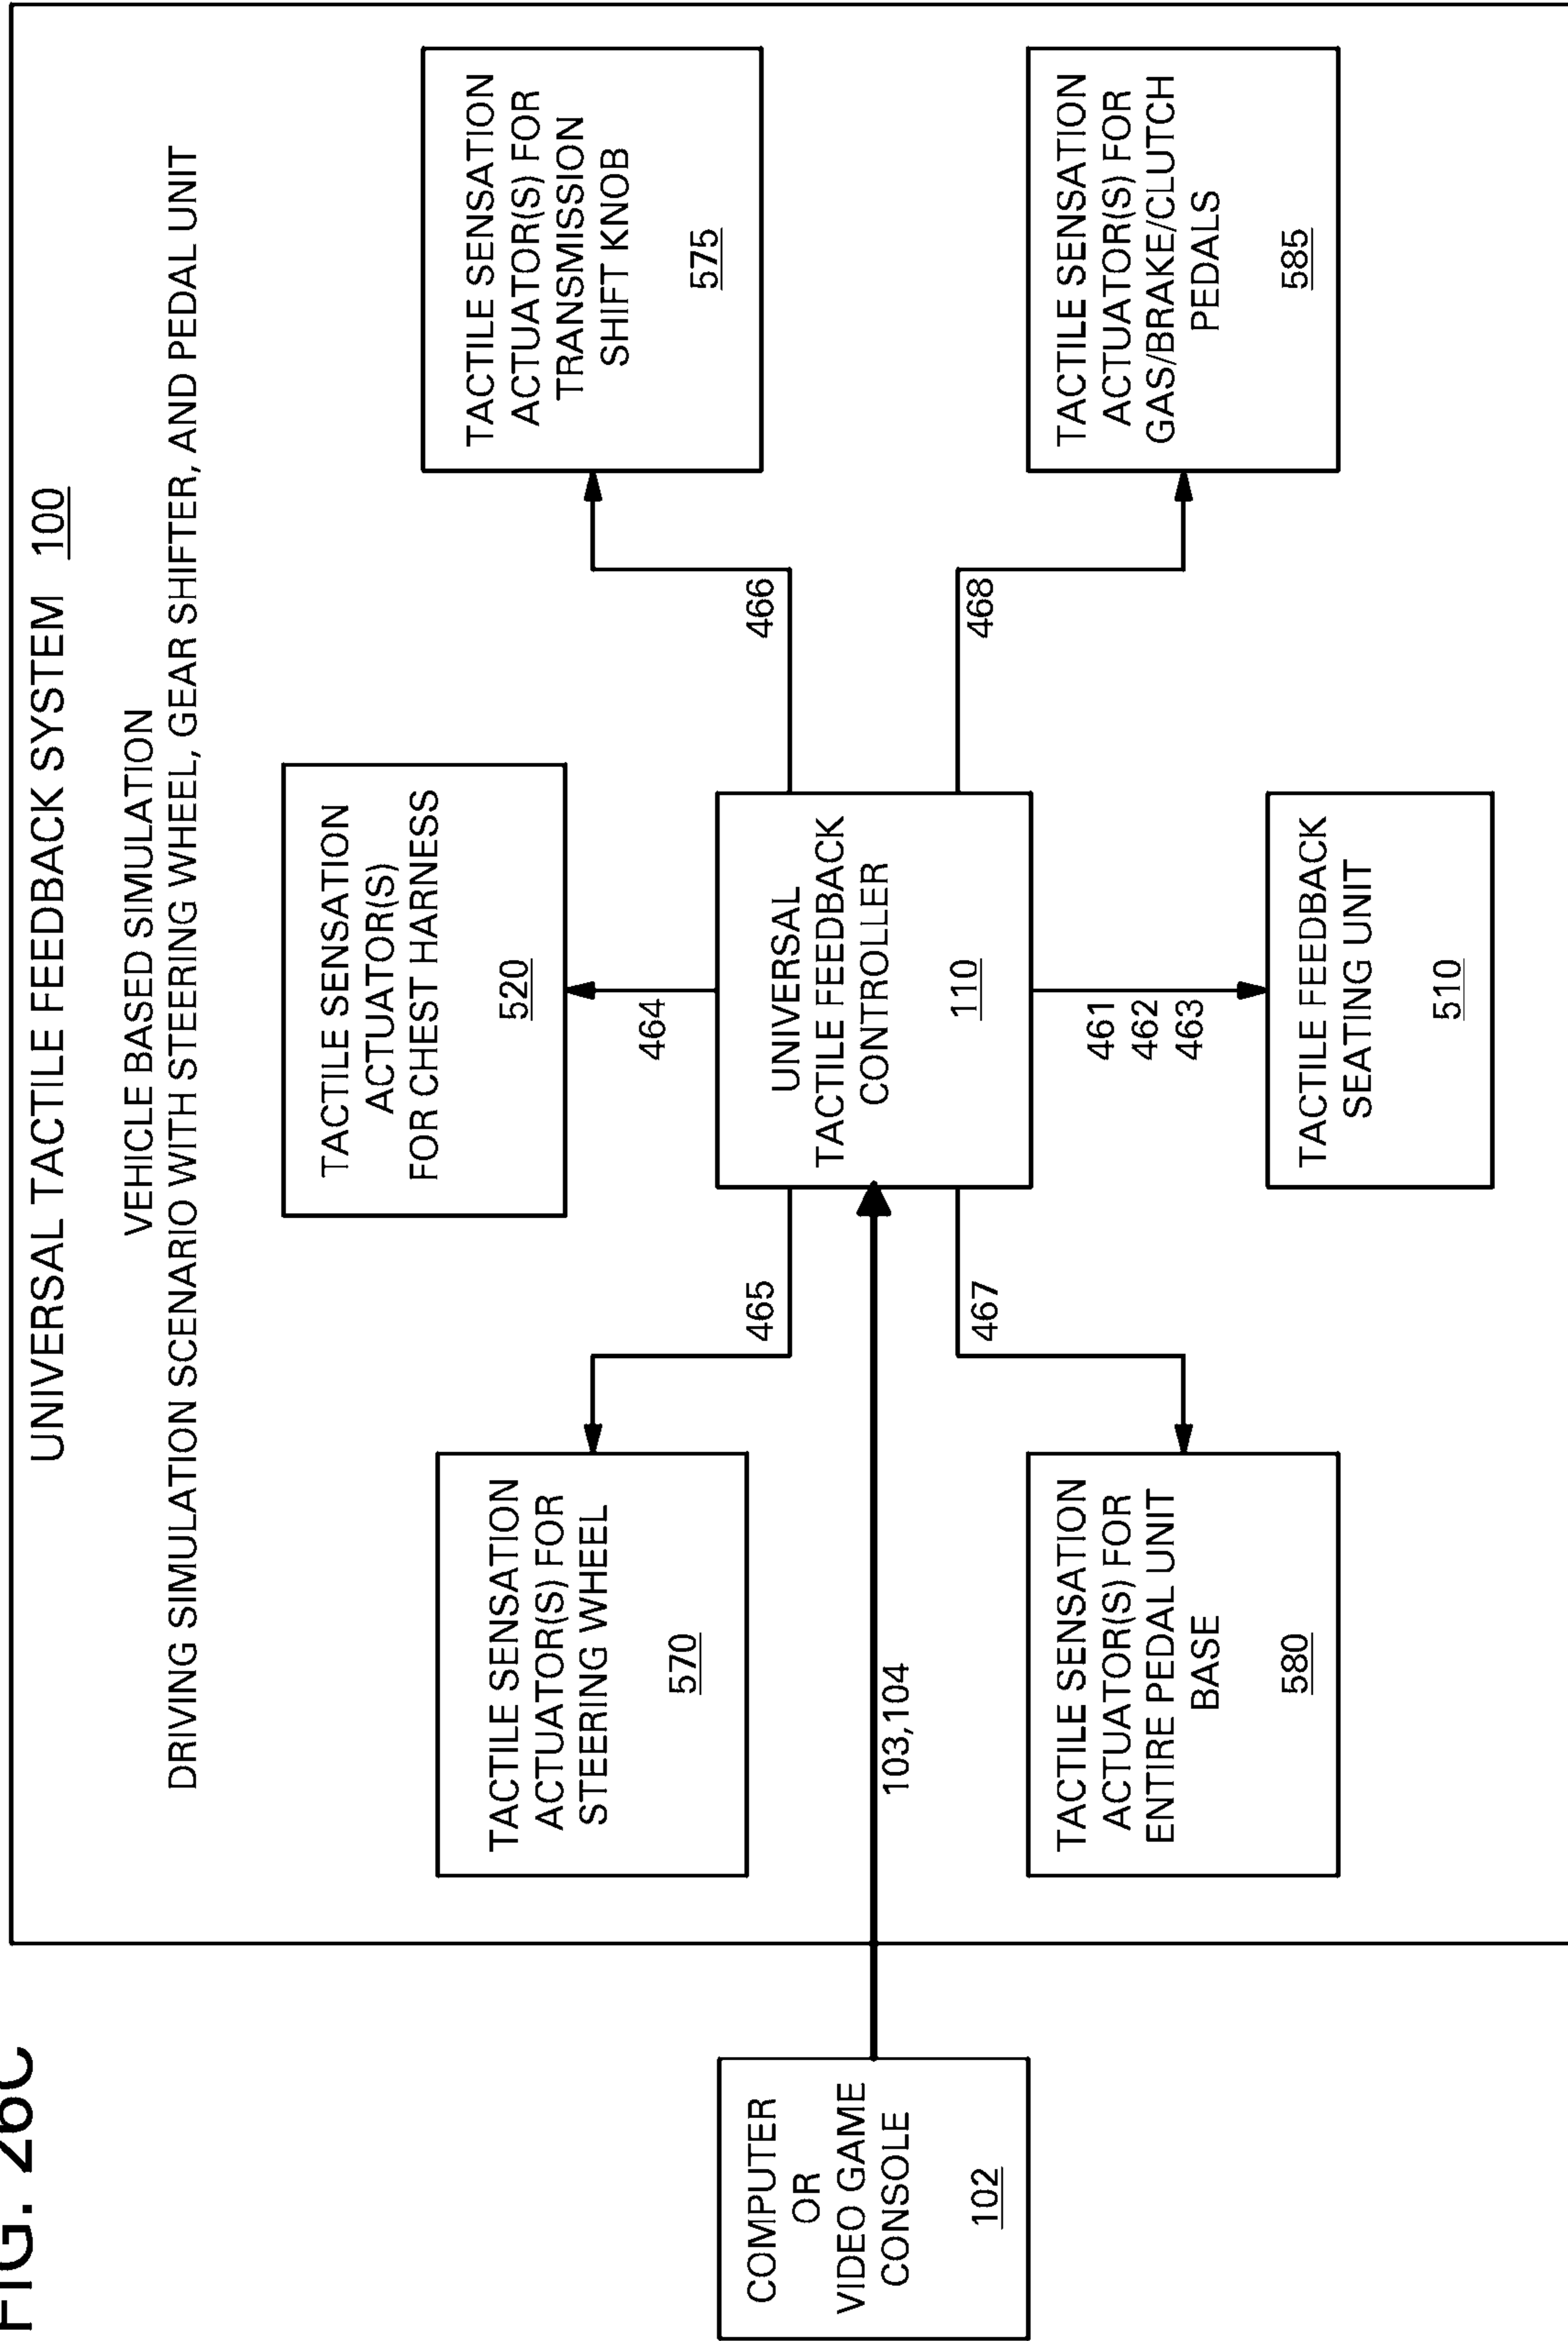 FIG. 26C
UNIVERSAL TACTILE FEEDBACK SYSTEM 100
VEHICLE BASED SIMULATION
DRIVING SIMULATION SCENARIO WITH STEERING WHEEL, GEAR SHIFTER, AND PEDAL UNIT
TACTILE SENSATION
ACTUATOR(S)
FOR CHEST HARNESS
520
TACTILE SENSATION
ACTUATOR(S) FOR
STEERING WHEEL
570
TACTILE SENSATION
ACTUATOR(S) FOR
TRANSMISSION
SHIFT KNOB
575
464
465
466
COMPUTER
OR
VIDEO GAME
CONSOLE
102
103,104
UNIVERSAL
TACTILE FEEDBACK
CONTROLLER
110
467
468
461
462
463
TACTILE SENSATION
ACTUATOR(S) FOR
ENTIRE PEDAL UNIT
BASE
580
TACTILE FEEDBACK
SEATING UNIT
510
TACTILE SENSATION
ACTUATOR(S) FOR
GAS/BRAKE/CLUTCH
PEDALS
585